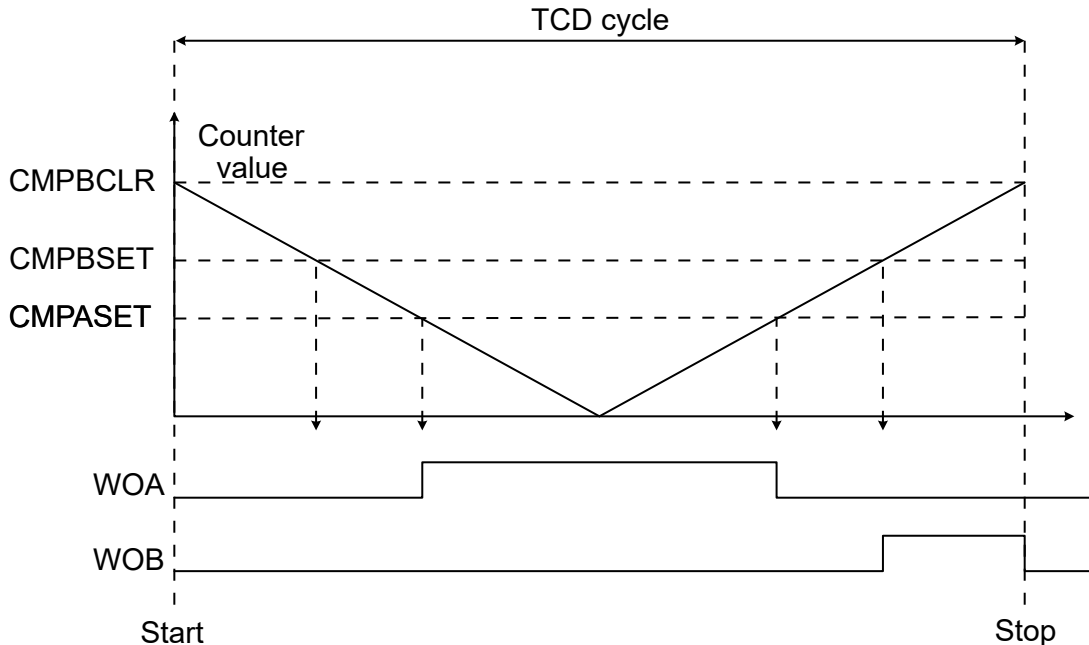 TCD cycle
Counter
value
CMPBCLR
CMPBSET
CMPASET
WOA
WOB
Start
Stop